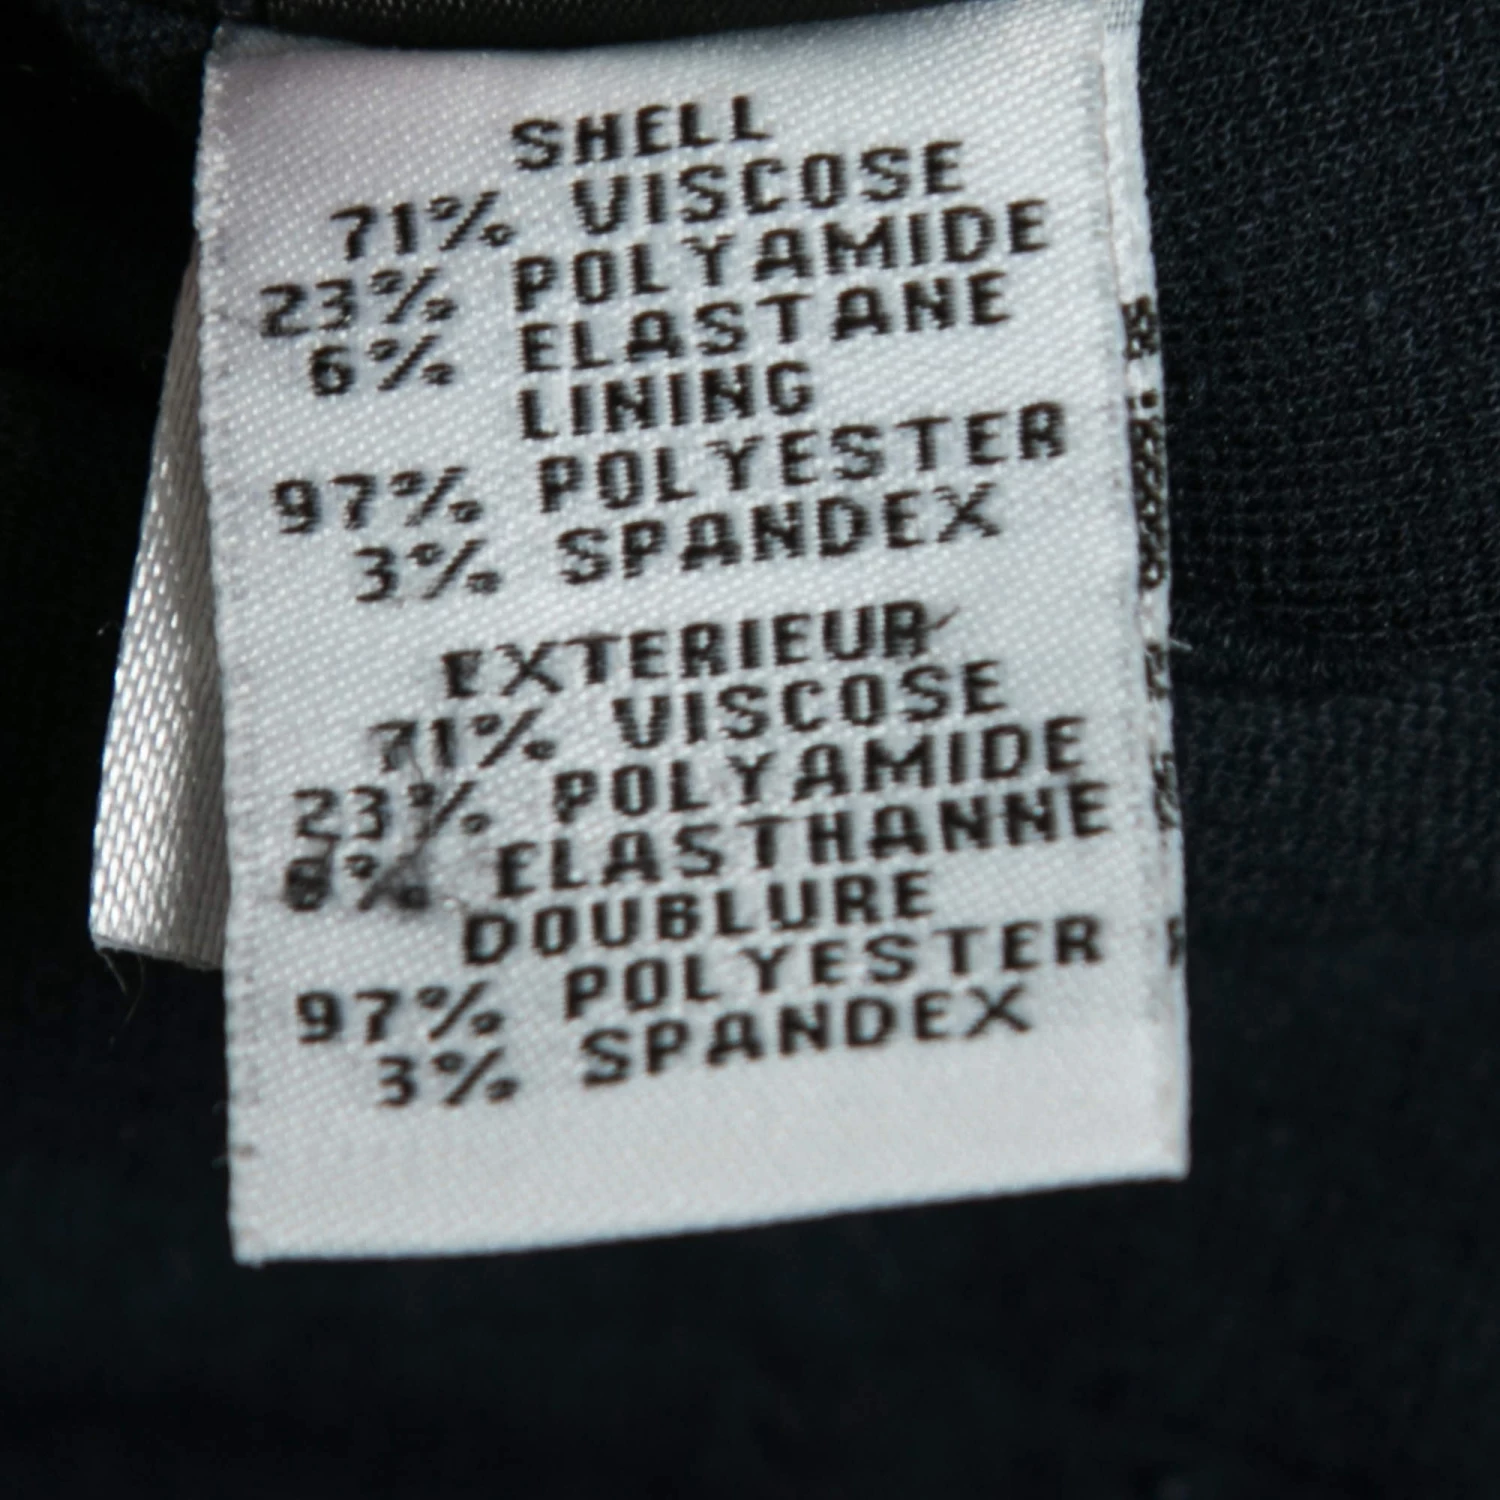 SHELL
71% VISCOSE
23% POLYAMIDE
6% ELASTANE
LINING
97% POLYESTER
3% SPANDEX
EXTERIEUR
71% VISCOSE
23% POLYAMIDE
6% ELASTHANNE
DOUBLURE
97% POLYESTER
3% SPANDEX